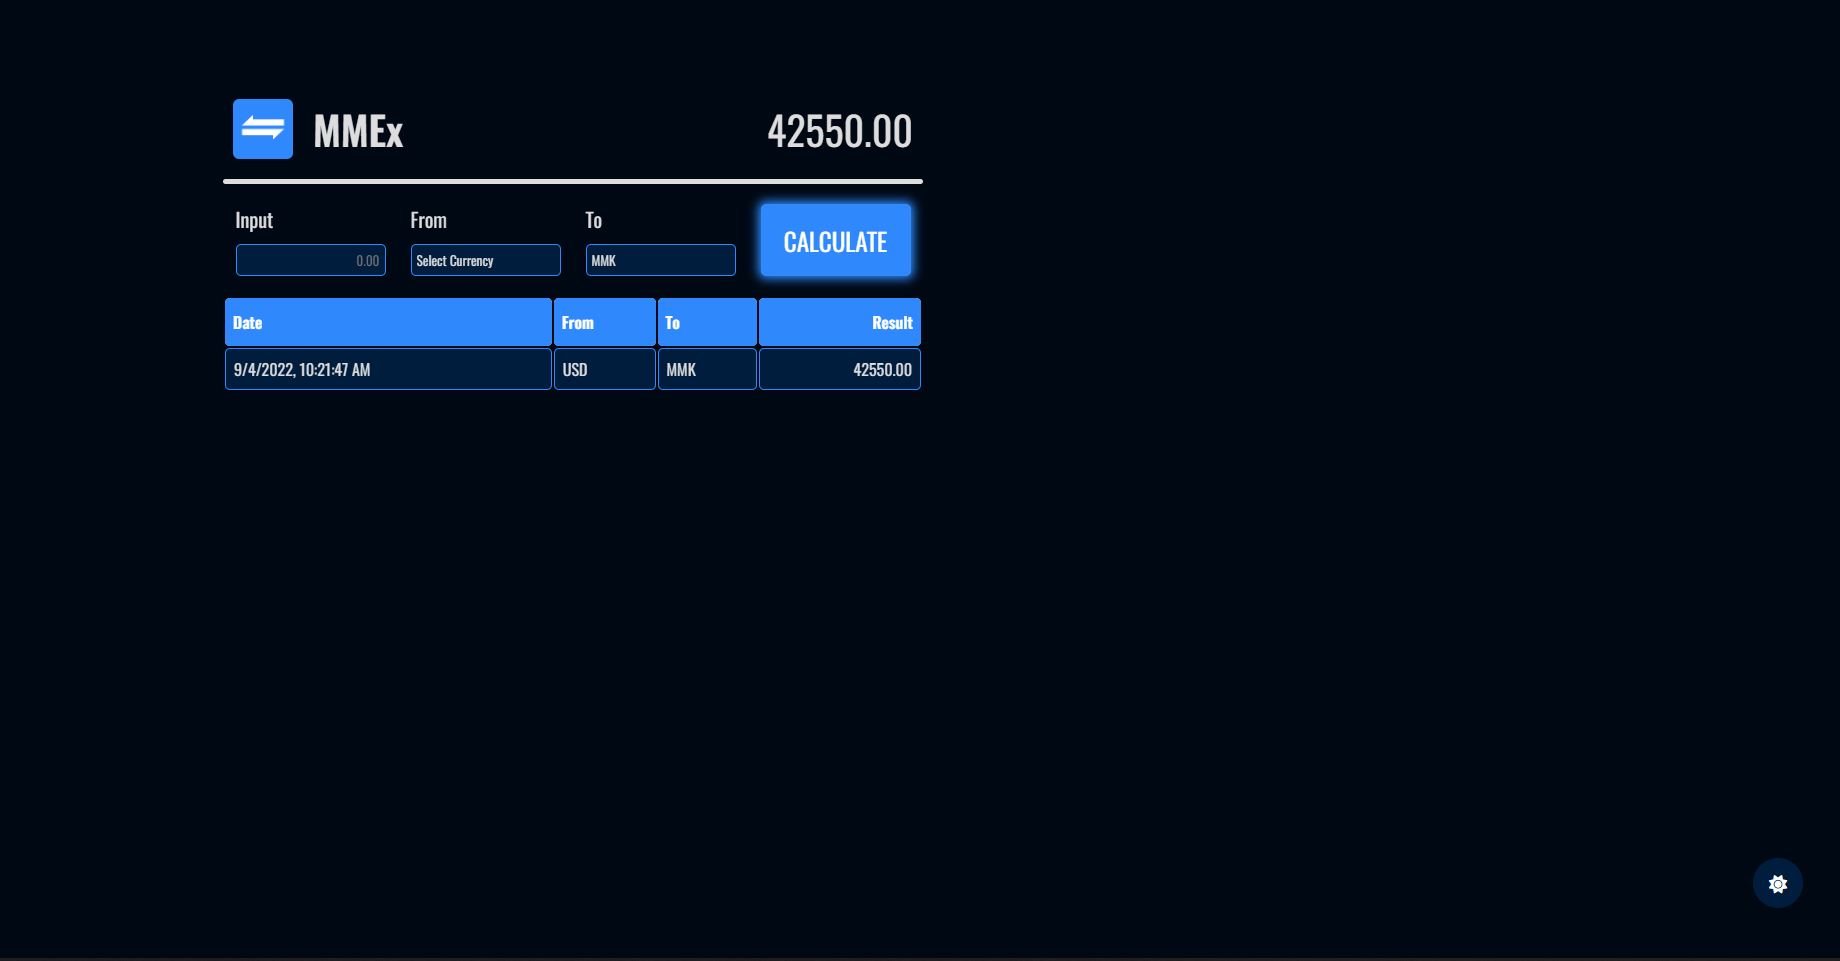 MMEx 42550.00
Input From To
CALCULATE
0.00 Select Currency MMK
Date From To Result
9/4/2022, 10:21:47 AM USD MMK 42550.00